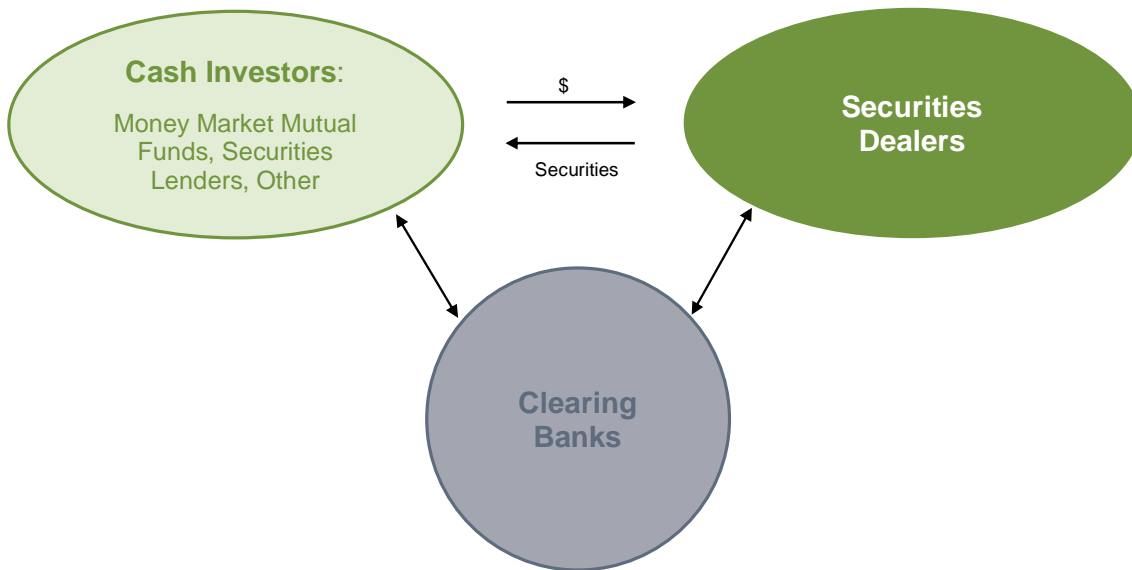 Cash Investors:
Money Market Mutual
Funds, Securities
Lenders, Other
$
Securities
Securities
Dealers
Clearing
Banks